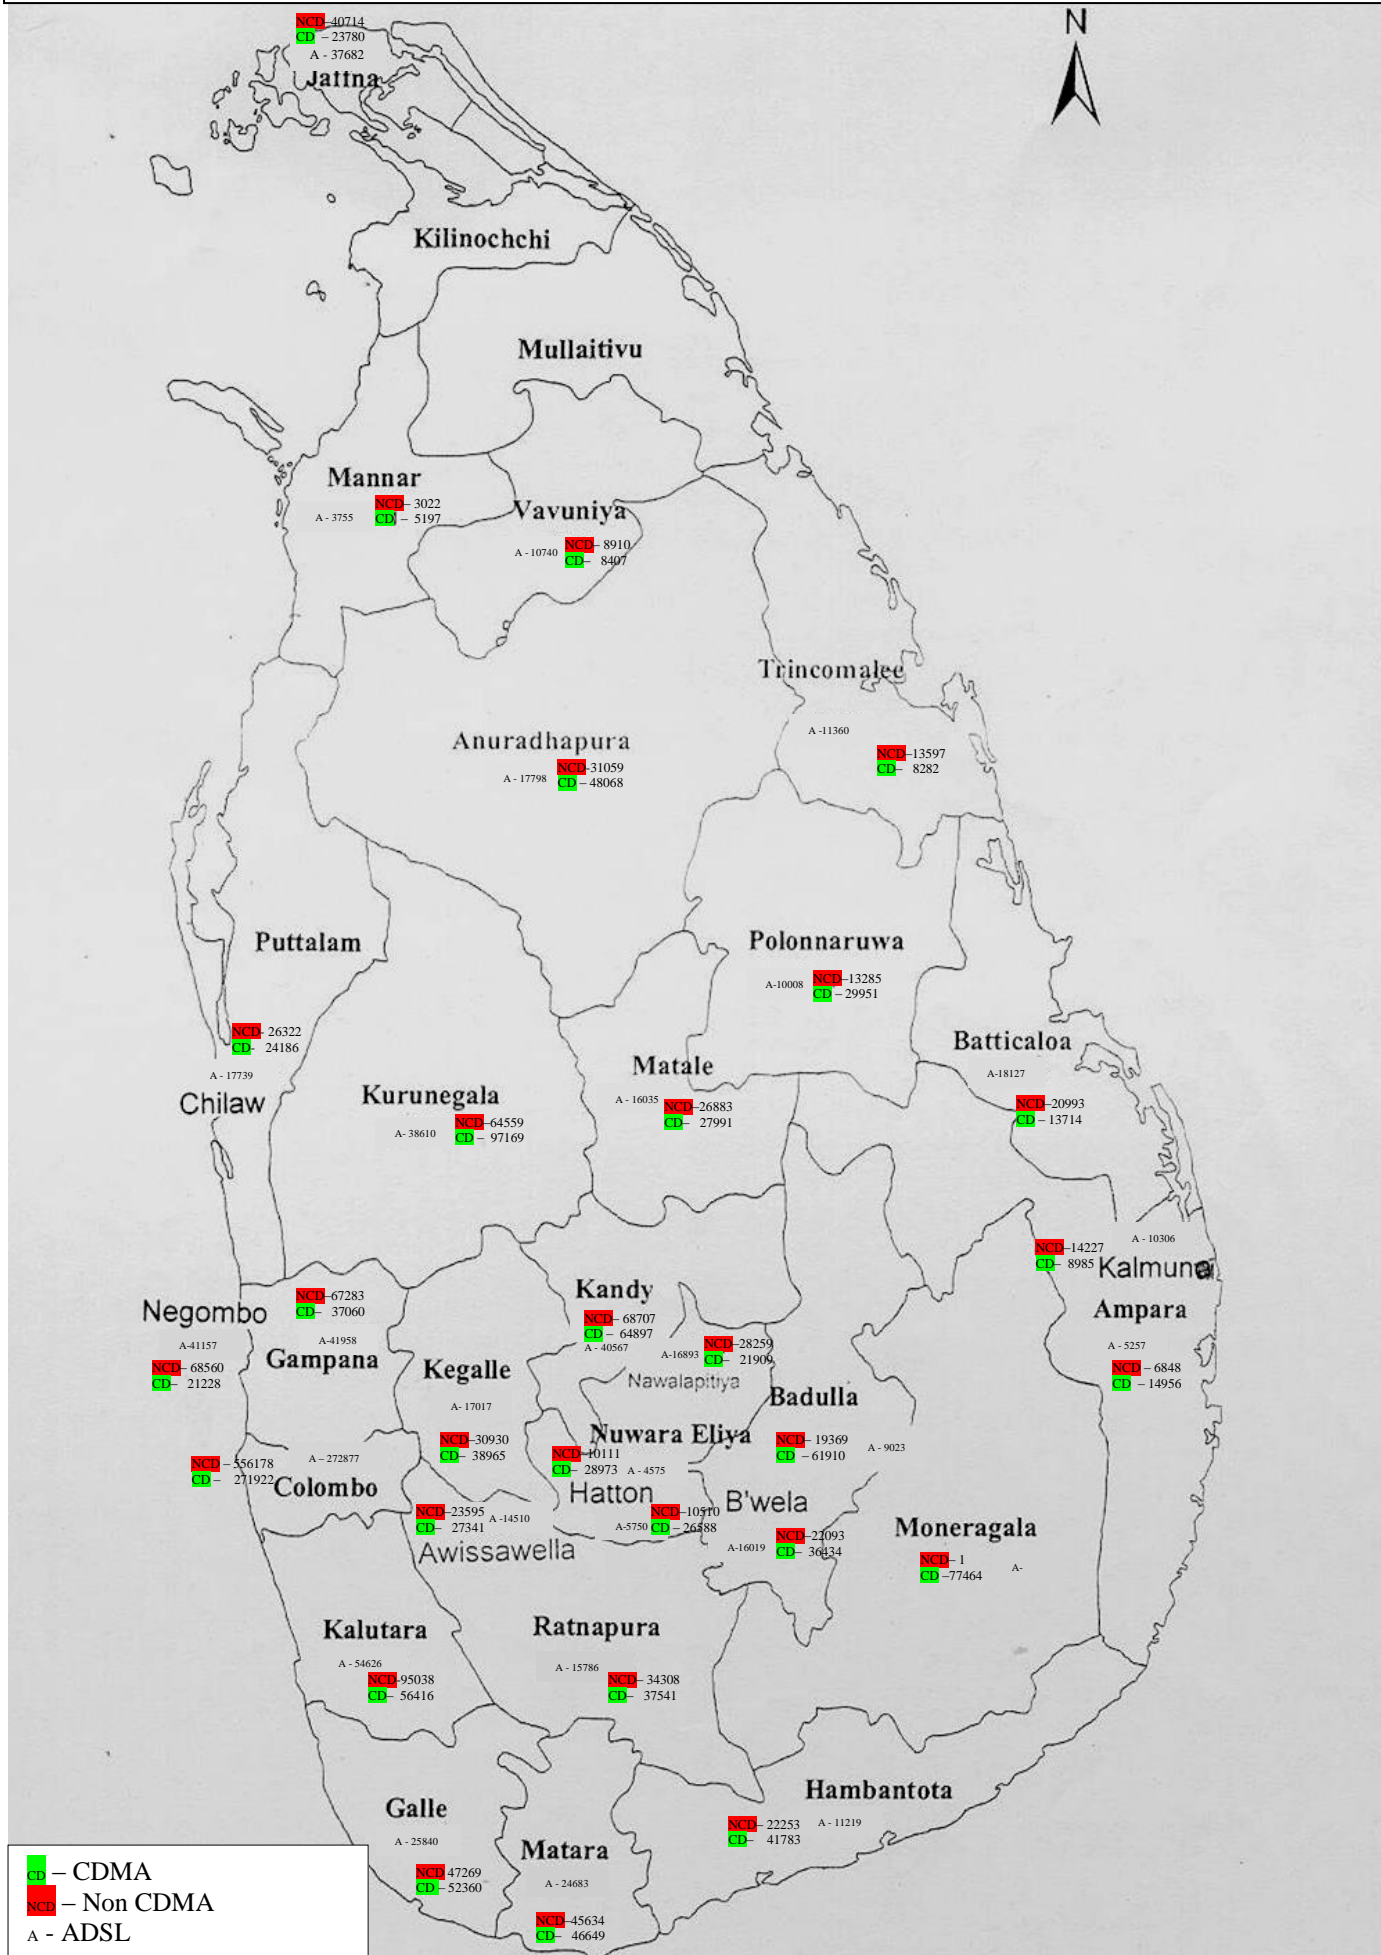 N
NCD–40714
CD – 23780
A - 37682
Jaffna
Kilinochchi
Mullaitivu
Mannar
NCD– 3022
A - 3755
CD – 5197
Vavuniya
NCD– 8910
A - 10740
CD– 8407
Trincomalee
A -11360
NCD–13597
CD– 8282
Anuradhapura
NCD-31059
A - 17798
CD – 48068
Puttalam
NCD- 26322
CD- 24186
A - 17739
Chilaw
Polonnaruwa
NCD–13285
A-10008
CD – 29951
Batticaloa
A-18127
NCD–20993
CD – 13714
Matale
A - 16035
NCD–26883
CD– 27991
Kurunegala
NCD–64559
A- 38610
CD – 97169
A - 10306
NCD–14227
CD– 8985
Kalmunai
Ampara
A - 5257
NCD – 6848
CD – 14956
Negombo
A-41157
NCD– 68560
CD– 21228
NCD–67283
CD– 37060
A-41958
Gampana
Kandy
NCD– 68707
CD – 64897
A - 40567
NCD–28259
A-16893
CD– 21909
Nawalapitiya
Kegalle
A- 17017
NCD–30930
CD– 38965
Badulla
NCD– 19369
CD – 61910
A - 9023
Nuwara Eliya
NCD–10111
CD– 28973
A - 4575
Hatton
NCD–10510
A-5750
CD – 26588
A – 272877
NCD – 556178
CD – 271922
Colombo
NCD–23595
A -14510
CD– 27341
Awissawella
B'wela
NCD–22093
A-16019
CD– 36434
Moneragala
NCD– 1
CD –77464
A-
Kalutara
A - 54626
NCD-95038
CD– 56416
Ratnapura
A - 15786
NCD– 34308
CD– 37541
Hambantota
NCD– 22253
A - 11219
CD– 41783
Galle
A - 25840
NCD 47269
CD – 52360
Matara
A - 24683
NCD–45634
CD– 46649
CD – CDMA
NCD – Non CDMA
A - ADSL